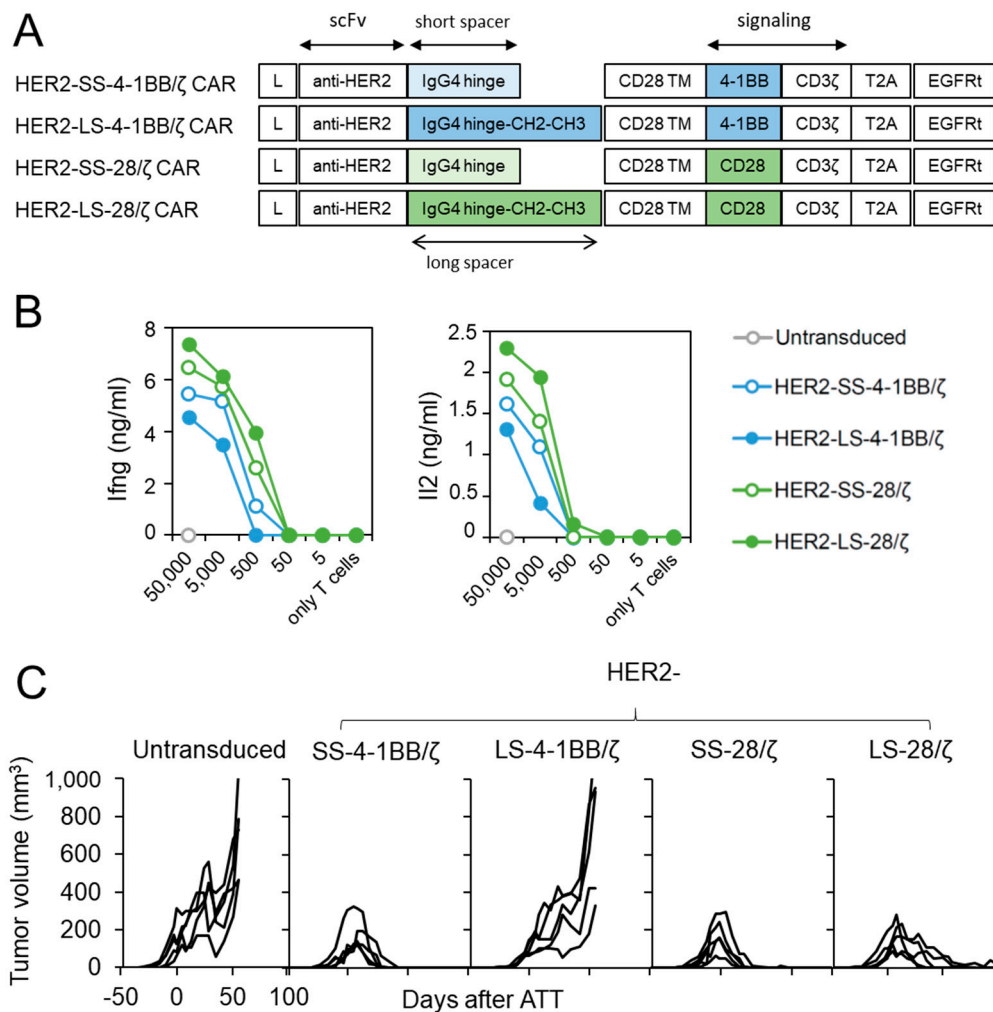 A
scFv
short spacer
signaling
HER2-SS-4-1BB/ζ CAR L anti-HER2 IgG4 hinge CD28 TM 4-1BB CD3ζ T2A EGFRt
HER2-LS-4-1BB/ζ CAR L anti-HER2 IgG4 hinge-CH2-CH3 CD28 TM 4-1BB CD3ζ T2A EGFRt
HER2-SS-28/ζ CAR L anti-HER2 IgG4 hinge CD28 TM CD28 CD3ζ T2A EGFRt
HER2-LS-28/ζ CAR L anti-HER2 IgG4 hinge-CH2-CH3 CD28 TM CD28 CD3ζ T2A EGFRt
long spacer
B
Ifng (ng/ml)
8
6
4
2
0
50,000
5,000
500
50
5
only T cells
Il2 (ng/ml)
2.5
2
1.5
1
0.5
0
50,000
5,000
500
50
5
only T cells
Untransduced
HER2-SS-4-1BB/ζ
HER2-LS-4-1BB/ζ
HER2-SS-28/ζ
HER2-LS-28/ζ
C
HER2-
Untransduced SS-4-1BB/ζ LS-4-1BB/ζ SS-28/ζ LS-28/ζ
Tumor volume (mm³)
1,000
800
600
400
200
0
-50 0 50 100
Days after ATT